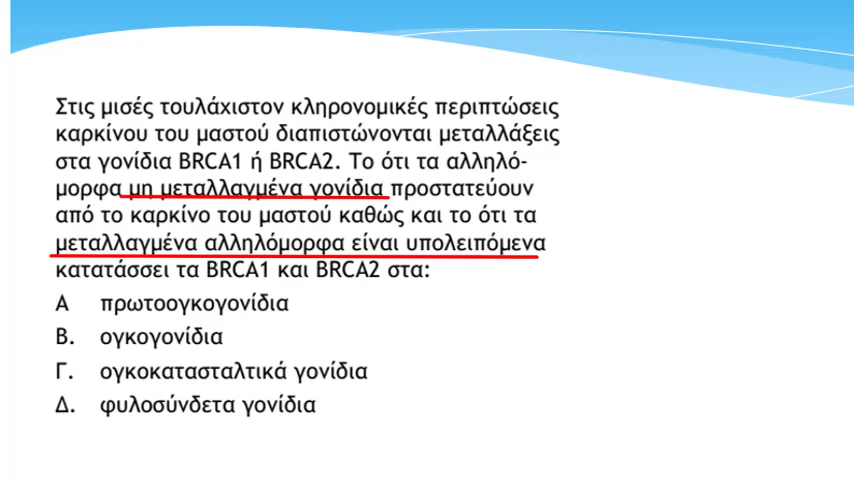 Στις μισές τουλάχιστον κληρονομικές περιπτώσεις
καρκίνου του μαστού διαπιστώνονται μεταλλάξεις
στα γονίδια BRCA1 ή BRCA2. Το ότι τα αλληλό-
μορφα μη μεταλλαγμένα γονίδια προστατεύουν
από το καρκίνο του μαστού καθώς και το ότι τα
μεταλλαγμένα αλληλόμορφα είναι υπολειπόμενα
κατατάσσει τα BRCA1 και BRCA2 στα:
Α πρωτοογκογονίδια
Β. ογκογονίδια
Γ. ογκοκατασταλτικά γονίδια
Δ. φυλοσύνδετα γονίδια